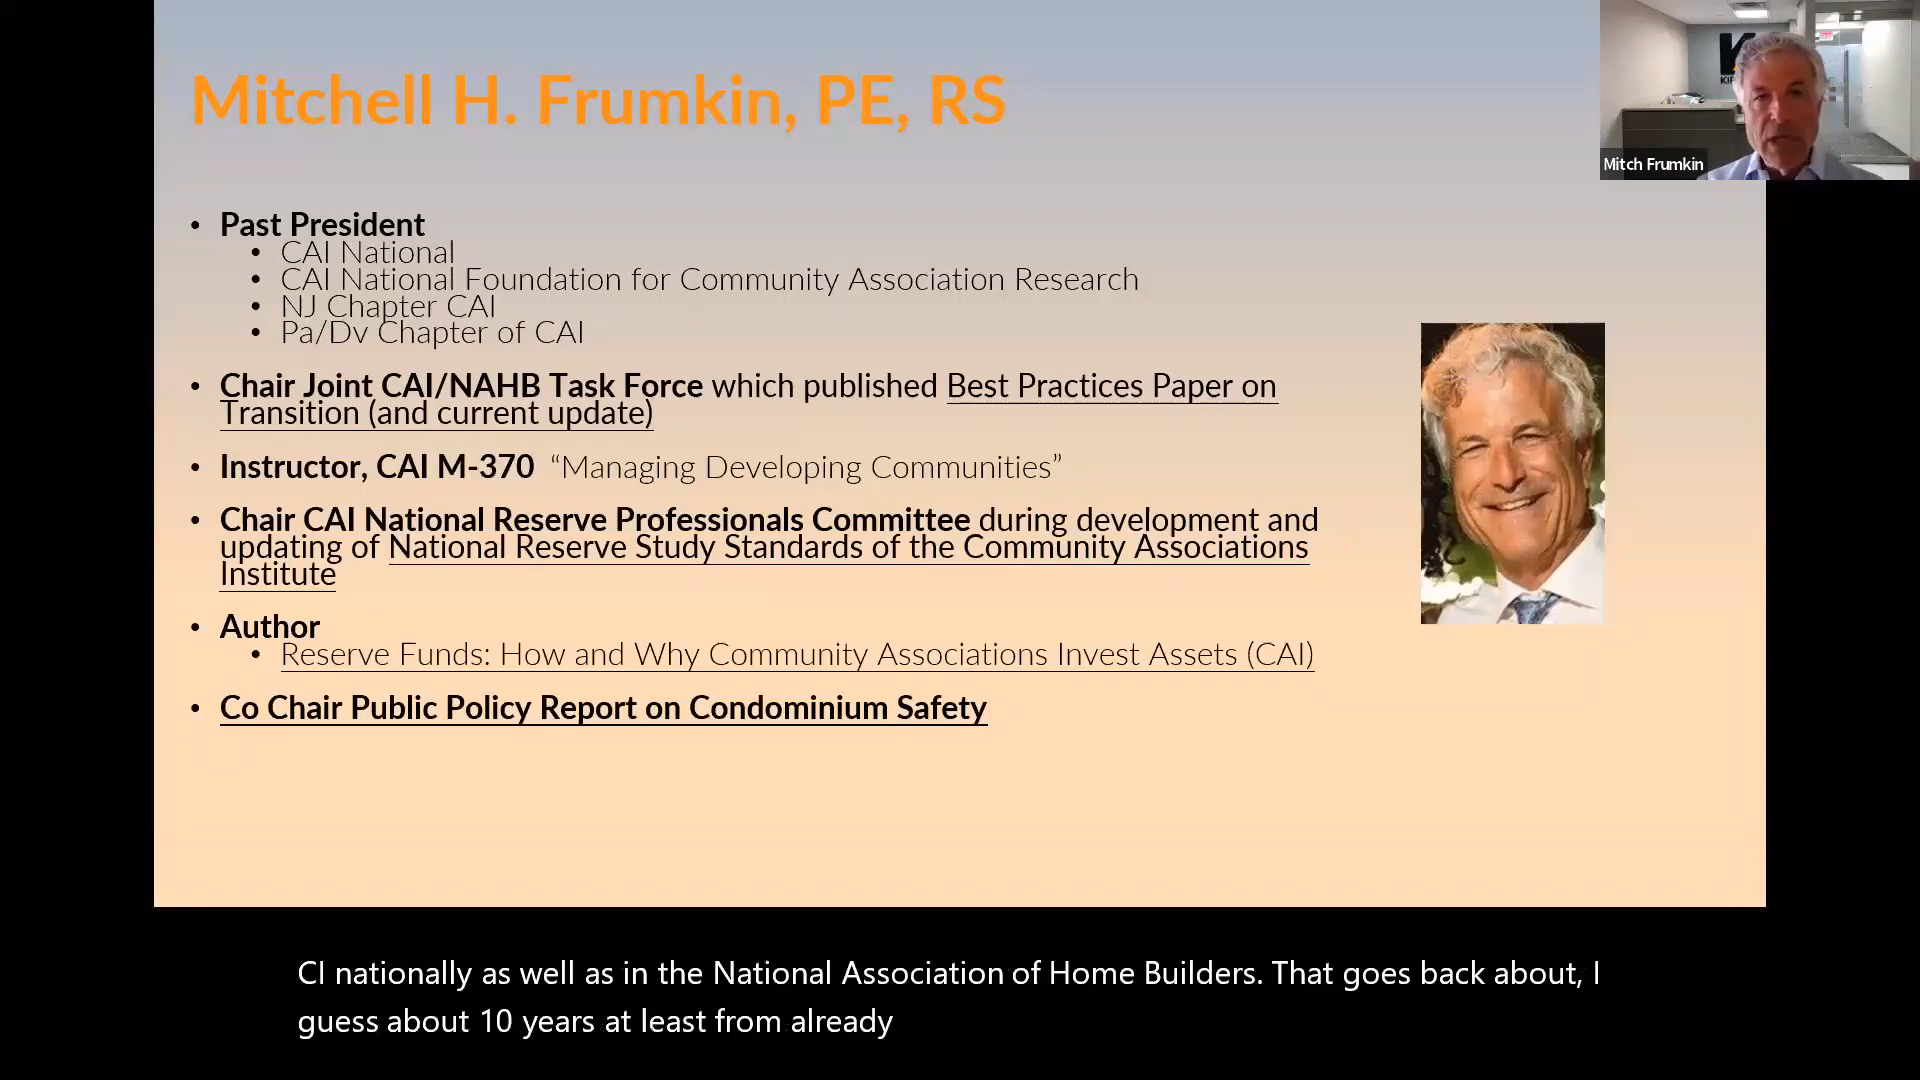 Mitchell H. Frumkin, PE, RS
Mitch Frumkin
• Past President
• CAI National
• CAI National Foundation for Community Association Research
• NJ Chapter CAI
• Pa/Dv Chapter of CAI
• Chair Joint CAI/NAHB Task Force which published Best Practices Paper on
Transition (and current update)
• Instructor, CAI M-370 “Managing Developing Communities”
• Chair CAI National Reserve Professionals Committee during development and
updating of National Reserve Study Standards of the Community Associations
Institute
• Author
• Reserve Funds: How and Why Community Associations Invest Assets (CAI)
• Co Chair Public Policy Report on Condominium Safety
CI nationally as well as in the National Association of Home Builders. That goes back about, I
guess about 10 years at least from already